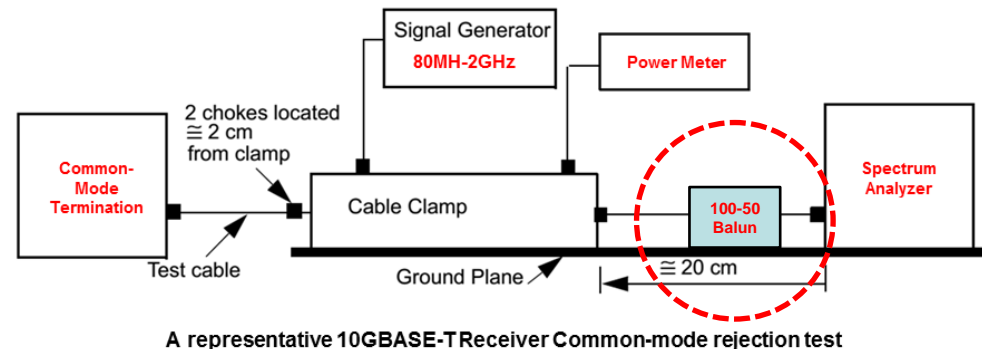 Signal Generator
80MH-2GHz
Power Meter
2 chokes located
≅ 2 cm
from clamp
Common-
Mode
Termination
Spectrum
Analyzer
Cable Clamp
100-50
Balun
Test cable
Ground Plane
≅ 20 cm
A representative 10GBASE-T Receiver Common-mode rejection test